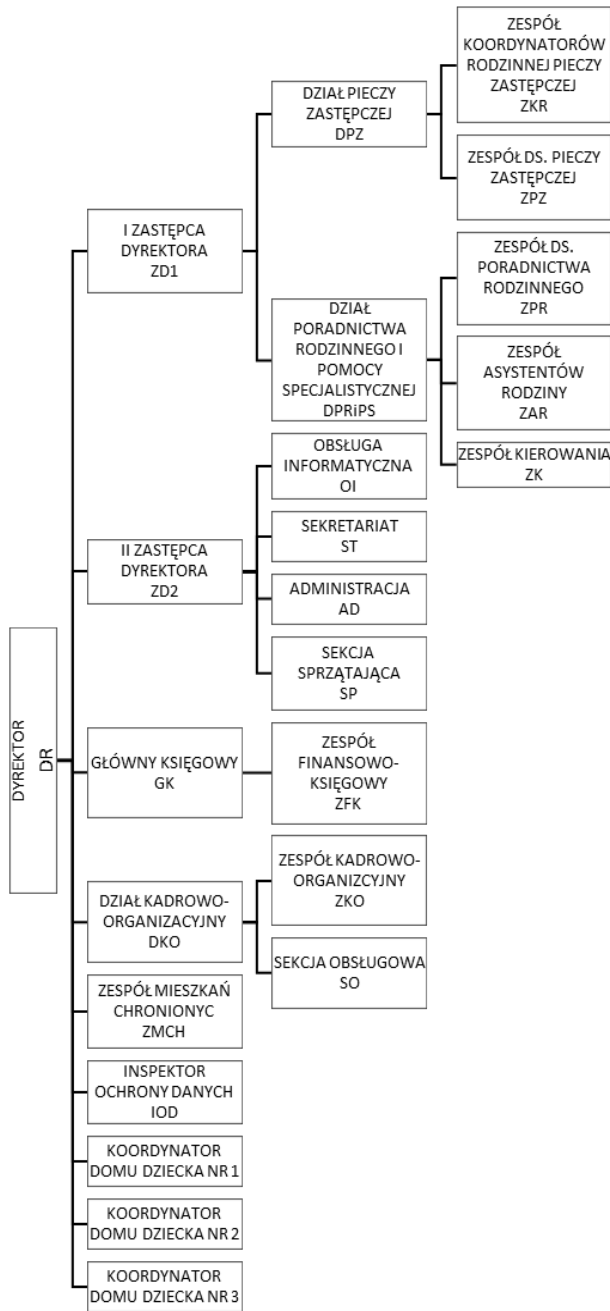 DYREKTOR
DR
I ZASTĘPCA
DYREKTORA
ZD1
DZIAŁ PIECZY
ZASTĘPCZEJ
DPZ
ZESPÓŁ
KOORDYNATORÓW
RODZINNEJ PIECZY
ZASTĘPCZEJ
ZKR
ZESPÓŁ DS. PIECZY
ZASTĘPCZEJ
ZPZ
DZIAŁ
PORADNICTWA
RODZINNEGO I
POMOCY
SPECJALISTYCZNEJ
DPRiPS
ZESPÓŁ DS.
PORADNICTWA
RODZINNEGO
ZPR
ZESPÓŁ
ASYSTENTÓW
RODZINY
ZAR
ZESPÓŁ KIEROWANIA
ZK
II ZASTĘPCA
DYREKTORA
ZD2
OBSŁUGA
INFORMATYCZNA
OI
SEKRETARIAT
ST
ADMINISTRACJA
AD
SEKCJA
SPRZĄTAJĄCA
SP
GŁÓWNY KSIĘGOWY
GK
ZESPÓŁ
FINANSOWO-
KSIĘGOWY
ZFK
DZIAŁ KADROWO-
ORGANIZACYJNY
DKO
ZESPÓŁ KADROWO-
ORGANIZCYJNY
ZKO
SEKCJA OBSŁUGOWA
SO
ZESPÓŁ MIESZKAŃ
CHRONIONYC
ZMCH
INSPEKTOR
OCHRONY DANYCH
IOD
KOORDYNATOR
DOMU DZIECKA NR 1
KOORDYNATOR
DOMU DZIECKA NR 2
KOORDYNATOR
DOMU DZIECKA NR 3